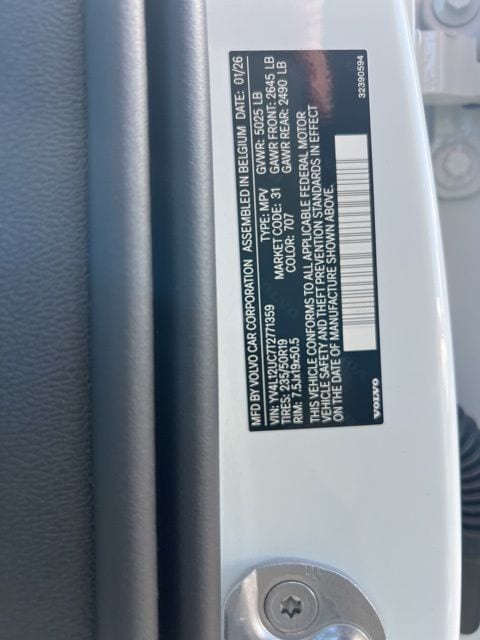 MFD BY VOLVO CAR CORPORATION ASSEMBLED IN BELGIUM DATE: 01/26
VIN: YV4L12UC7T2771359 TYPE: MPV GVWR: 5025 LB
TIRES: 235/50R19 MARKET CODE: 31 GAWR FRONT: 2645 LB
RIM: 7.5Jx19x50.5 COLOR: 707 GAWR REAR: 2490 LB
THIS VEHICLE CONFORMS TO ALL APPLICABLE FEDERAL MOTOR
VEHICLE SAFETY AND THEFT PREVENTION STANDARDS IN EFFECT
ON THE DATE OF MANUFACTURE SHOWN ABOVE.
VOLVO 32390594